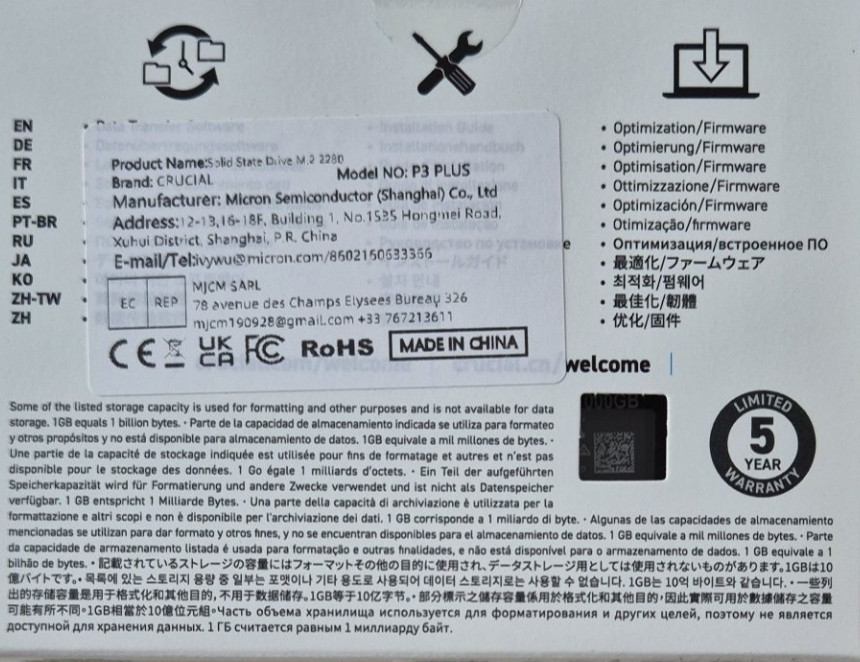 EN
DE
FR
IT
ES
PT-BR
RU
JA
KO
ZH-TW
ZH
Product Name:Solid State Drive M.2 2280
Model NO: P3 PLUS
Brand: CRUCIAL
Manufacturer: Micron Semiconductor (Shanghai) Co., Ltd
Address:12-13,16-18F, Building 1, No.1535 Hongmei Road,
Xuhui District, Shanghai, P.R. China
E-mail/Tel:ivywu@micron.com/8602160633366
EC REP
MJCM SARL
78 avenue des Champs Elysees Bureay 326
mjcm190928@gmail.com +33 767213611
CE UKCA FC RoHS MADE IN CHINA
• Optimization/Firmware
• Optimierung/Firmware
• Optimisation/Firmware
• Ottimizzazione/Firmware
• Optimización/Firmware
• Otimização/firmware
• Оптимизация/встроенное ПО
• 最適化/ファームウェア
• 최적화/펌웨어
• 最佳化/韌體
• 优化/固件
welcome
Some of the listed storage capacity is used for formatting and other purposes and is not available for data
storage. 1GB equals 1 billion bytes. · Parte de la capacidad de almacenamiento indicada se utiliza para formateo
y otros propósitos y no está disponible para almacenamiento de datos. 1GB equivale a mil millones de bytes. ·
Une partie de la capacité de stockage indiquée est utilisée pour fins de formatage et autres et n'est pas
disponible pour le stockage des données. 1 Go égale 1 milliards d'octets. · Ein Teil der aufgeführten
Speicherkapazität wird für Formatierung und andere Zwecke verwendet und ist nicht als Datenspeicher
verfügbar. 1 GB entspricht 1 Milliarde Bytes. · Una parte della capacità di archiviazione è utilizzata per la
formattazione e altri scopi e non è disponibile per l'archiviazione dei dati. 1 GB corrisponde a 1 miliardo di byte. · Algunas de las capacidades de almacenamiento
mencionadas se utilizan para dar formato y otros fines, y no se encuentran disponibles para el almacenamiento de datos. 1 GB equivale a mil millones de bytes. · Parte
da capacidade de armazenamento listada é usada para formatação e outras finalidades, e não está disponível para o armazenamento de dados. 1 GB equivale a 1
bilhão de bytes. · 記載されているストレージの容量にはフォーマットその他の目的に使用され、データストレージ用としては使用されないものがあります。1GBは10
億バイトです。· 목록에 있는 스토리지 용량 중 일부는 포맷이나 기타 용도로 사용되어 데이터 스토리지로는 사용할 수 없습니다. 1GB는 10억 바이트와 같습니다. · 一些列
出的存储容量是用于格式化和其他目的,不用于数据储存。1GB等于10亿字节。· 部分標示之儲存容量係用於格式化和其他目的,因此實際可用於數據儲存之容量
可能有所不同。1GB相當於10億位元組。·Часть объема хранилища используется для форматирования и других целей, поэтому не является
доступной для хранения данных. 1 ГБ считается равным 1 миллиарду байт.
000GB
LIMITED
5
YEAR
WARRANTY